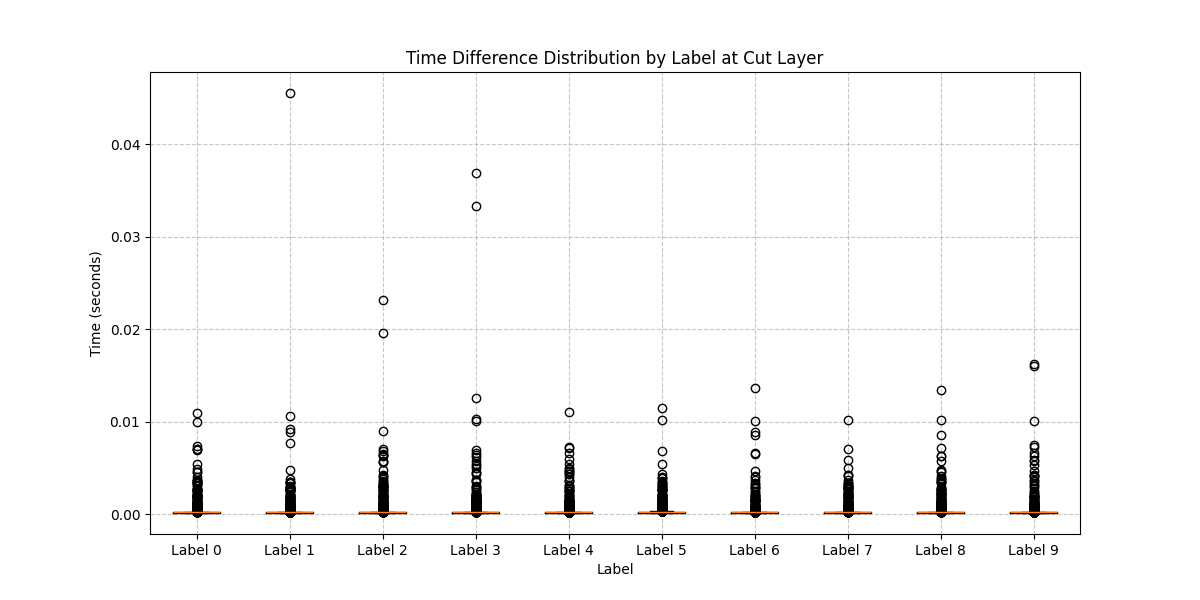 Time Difference Distribution by Label at Cut Layer
0.04
0.03
0.02
0.01
0.00
Time (seconds)
Label 0 Label 1 Label 2 Label 3 Label 4 Label 5 Label 6 Label 7 Label 8 Label 9
Label